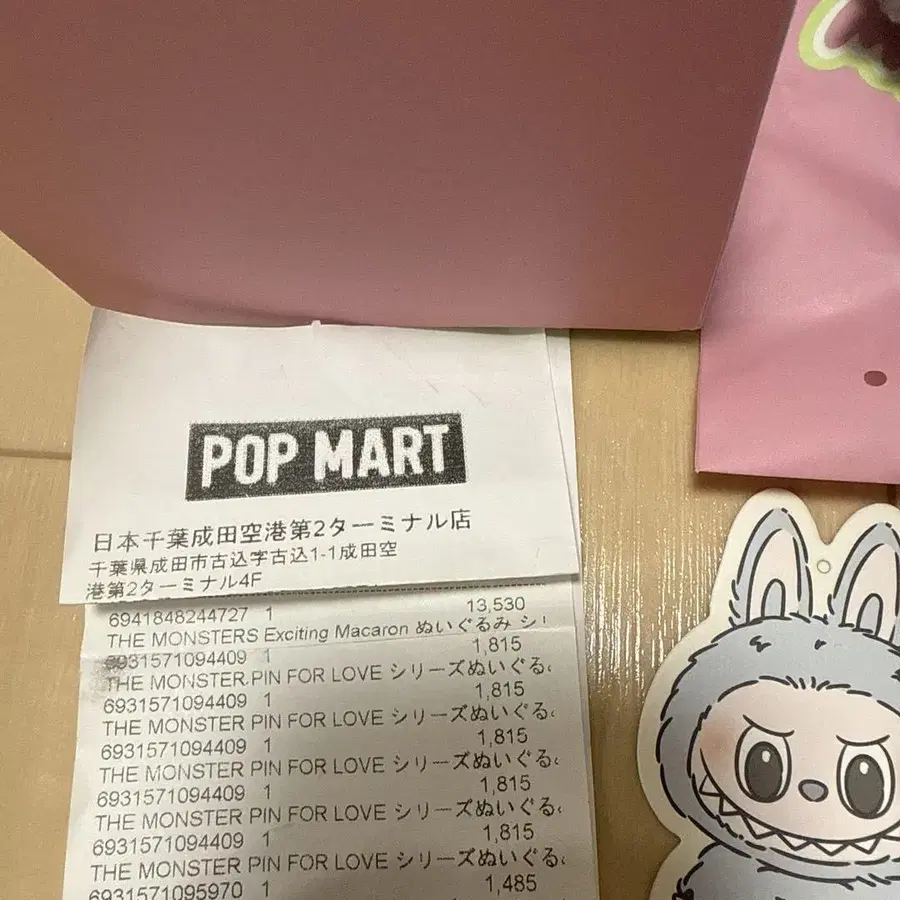 POP MART
日本千葉成田空港第2ターミナル店
千葉県成田市古込字古込1-1成田空
港第2ターミナル4F
6941848244727 1 13,530
THE MONSTERS Exciting Macaron ぬいぐるみ シ
6931571094409 1 1,815
THE MONSTER PIN FOR LOVE シリーズぬいぐる
6931571094409 1 1,815
THE MONSTER PIN FOR LOVE シリーズぬいぐる
6931571094409 1 1,815
THE MONSTER PIN FOR LOVE シリーズぬいぐる
6931571094409 1 1,815
THE MONSTER PIN FOR LOVE シリーズぬいぐる
6931571094409 1 1,815
THE MONSTER PIN FOR LOVE シリーズぬいぐる
6931571095970 1 1,485